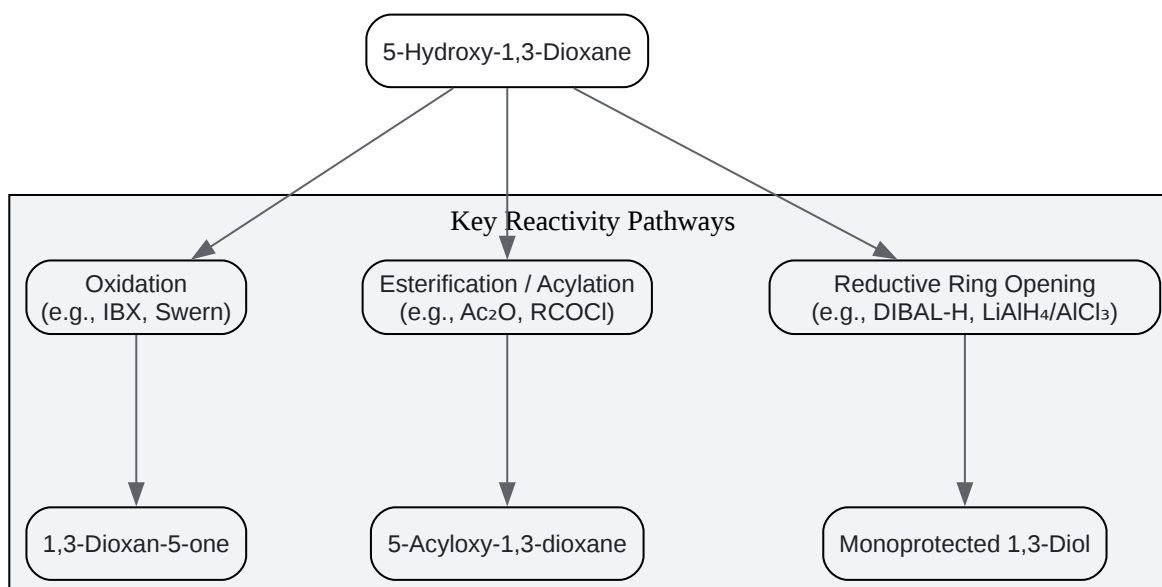 5-Hydroxy-1,3-Dioxane
Key Reactivity Pathways
Oxidation
(e.g., IBX, Swern)
Esterification / Acylation
(e.g., Ac₂O, RCOCl)
Reductive Ring Opening
(e.g., DIBAL-H, LiAlH₄/AlCl₃)
1,3-Dioxan-5-one
5-Acyloxy-1,3-dioxane
Monoprotected 1,3-Diol